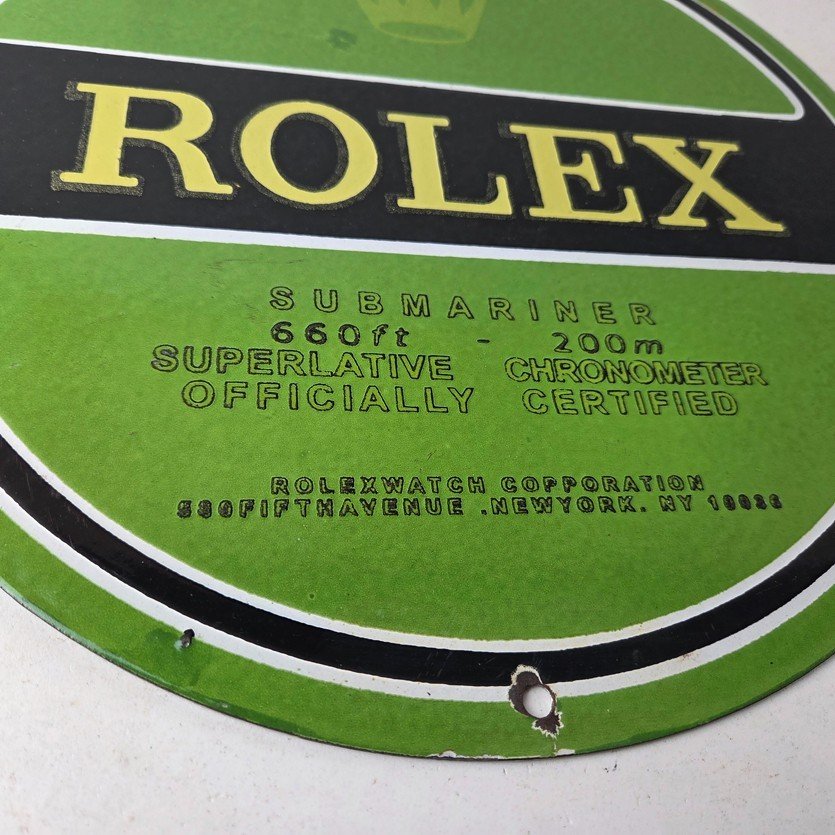 ROLEX
SUBMARINER
660ft - 200m
SUPERLATIVE CHRONOMETER
OFFICIALLY CERTIFIED
ROLEXWATCH COPPORATION
580FIFTHAVENUE .NEWYORK. NY 10036